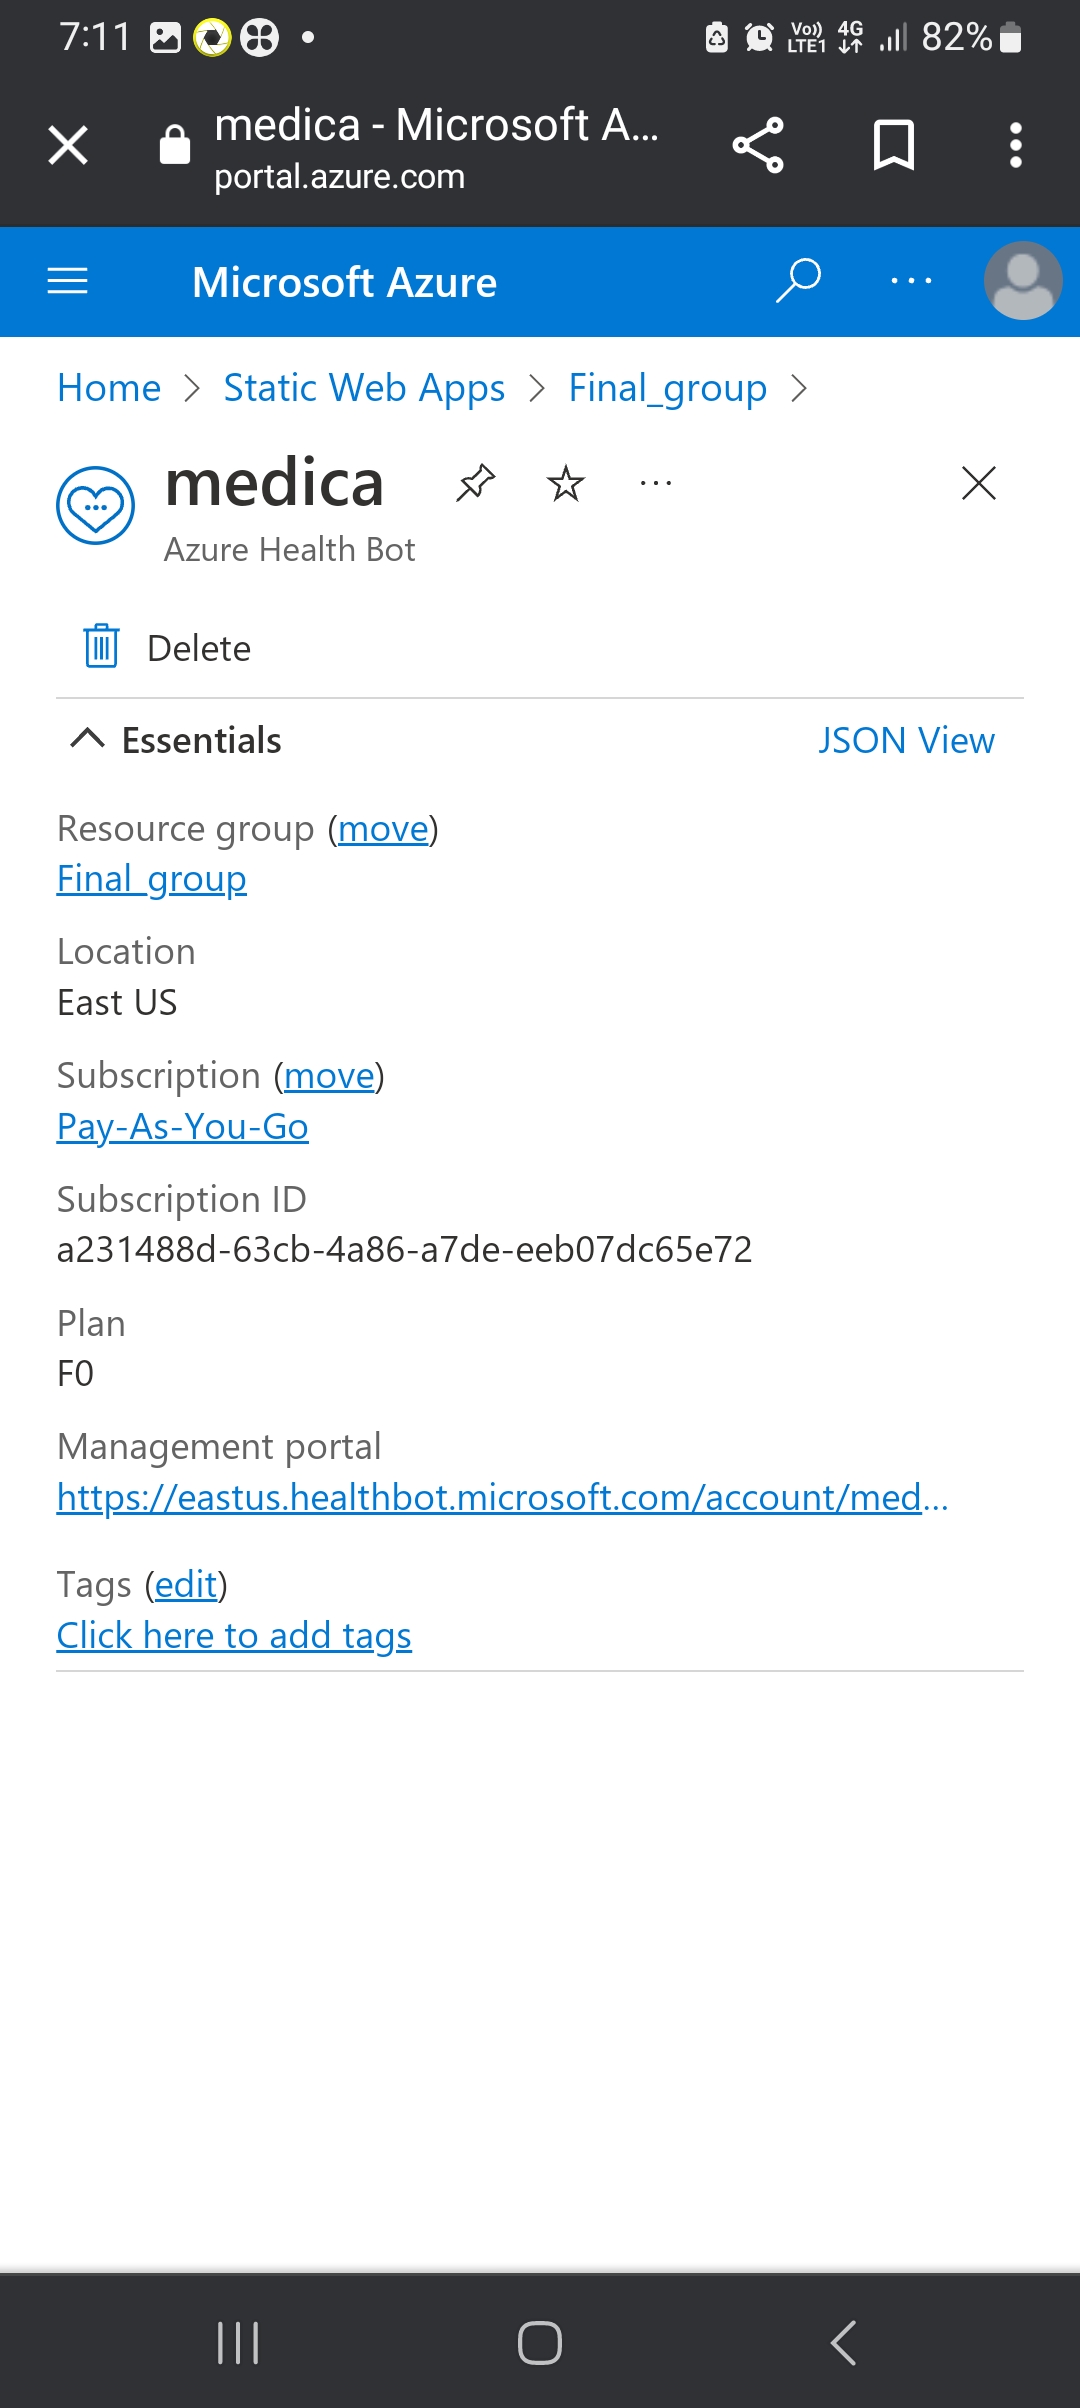 7:11
Vo)) LTE1 4G 82%
medica - Microsoft A...
portal.azure.com
Microsoft Azure
Home > Static Web Apps > Final_group >
medica
Azure Health Bot
Delete
Essentials JSON View
Resource group (move)
Final_group
Location
East US
Subscription (move)
Pay-As-You-Go
Subscription ID
a231488d-63cb-4a86-a7de-eeb07dc65e72
Plan
F0
Management portal
https://eastus.healthbot.microsoft.com/account/med...
Tags (edit)
Click here to add tags